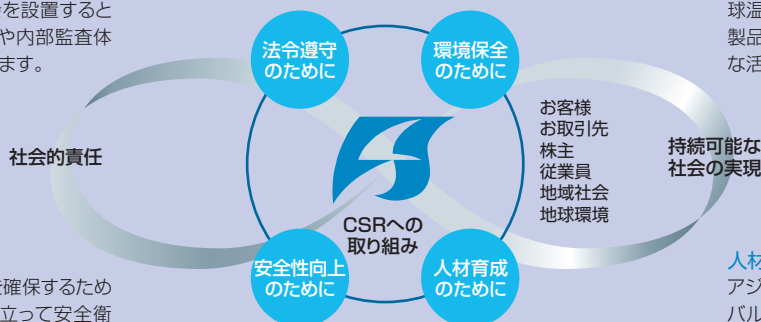 を設置すると
や内部監査体
ます。
球温
製品
な活
法令遵守
のために
環境保全
のために
お客様
お取引先
株主
従業員
地域社会
地球環境
社会的責任
持続可能な
社会の実現
CSRへの
取り組み
安全性向上
のために
人材育成
のために
を確保するため
立って安全衛
人材
アジ
バル